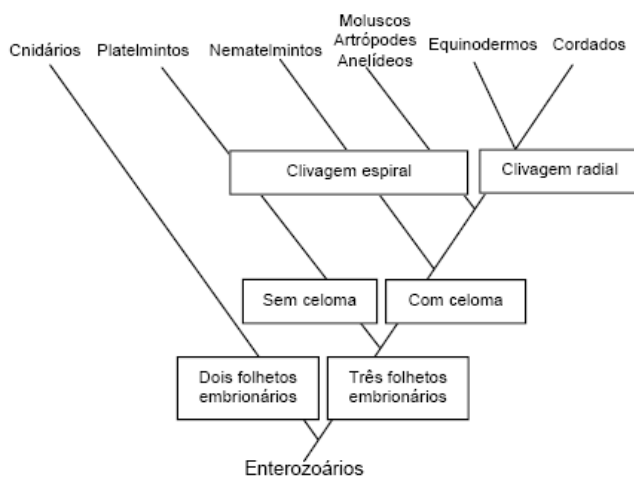 Cnidários
Platelmintos
Nematelmintos
Moluscos
Artrópodes
Anelídeos
Equinodermos
Cordados
Clivagem espiral
Clivagem radial
Sem celoma
Com celoma
Dois folhetos
embrionários
Três folhetos
embrionários
Enterozoários